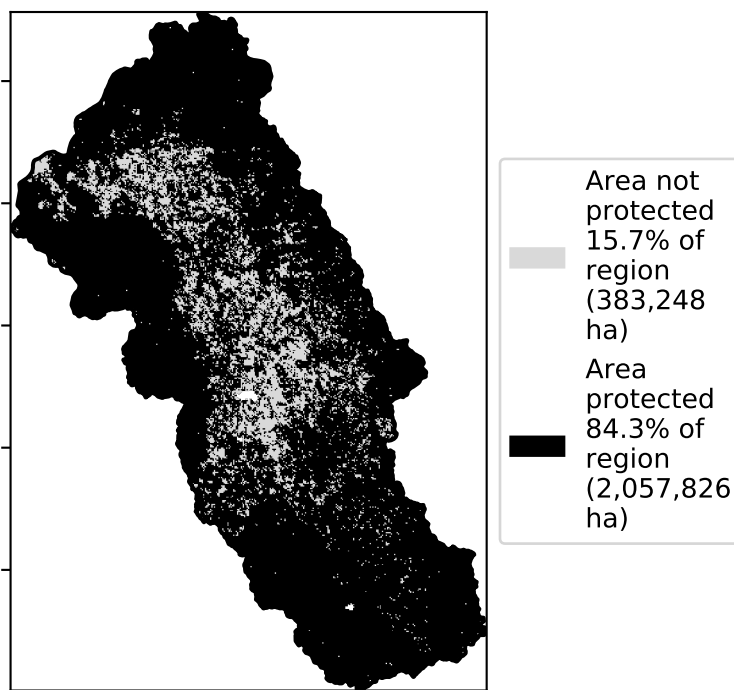 Area not
protected
15.7% of
region
(383,248
ha)
Area
protected
84.3% of
region
(2,057,826
ha)